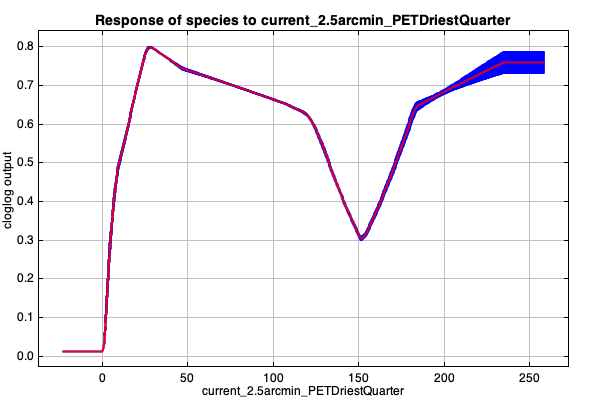 Response of species to current_2.5arcmin_PETDriestQuarter
0.8
0.7
0.6
0.5
0.4
0.3
0.2
0.1
0.0
cloglog output
0 50 100 150 200 250
current_2.5arcmin_PETDriestQuarter